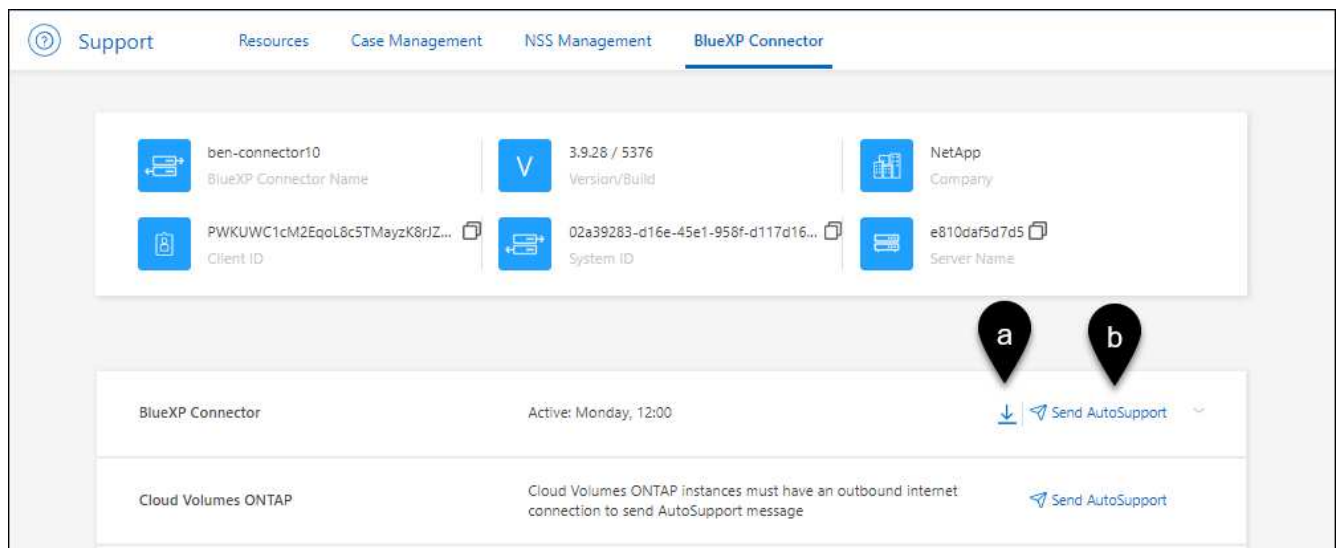 Support Resources Case Management NSS Management BlueXP Connector
ben-connector10
BlueXP Connector Name
V
3.9.28 / 5376
Version/Build
NetApp
Company
PWKUWC1cM2EqoL8c5TMayzK8rJZ...
Client ID
02a39283-d16e-45e1-958f-d117d16...
System ID
e810daf5d7d5
Server Name
a
b
BlueXP Connector
Active: Monday, 12:00
Send AutoSupport
Cloud Volumes ONTAP
Cloud Volumes ONTAP instances must have an outbound internet
connection to send AutoSupport message
Send AutoSupport